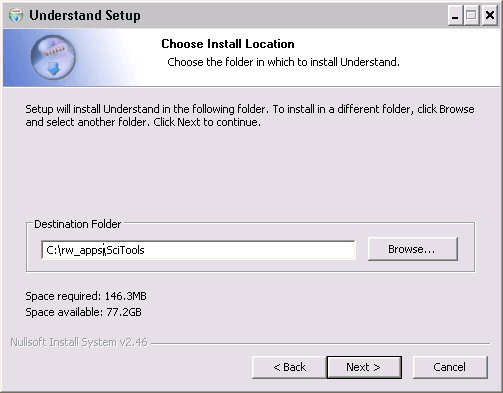 Understand Setup
Choose Install Location
Choose the folder in which to install Understand.
Setup will install Understand in the following folder. To install in a different folder, click Browse
and select another folder. Click Next to continue.
Destination Folder
C:\rw_apps\SciTools
Browse...
Space required: 146.3MB
Space available: 77.2GB
Nullsoft Install System v2.46
< Back
Next >
Cancel